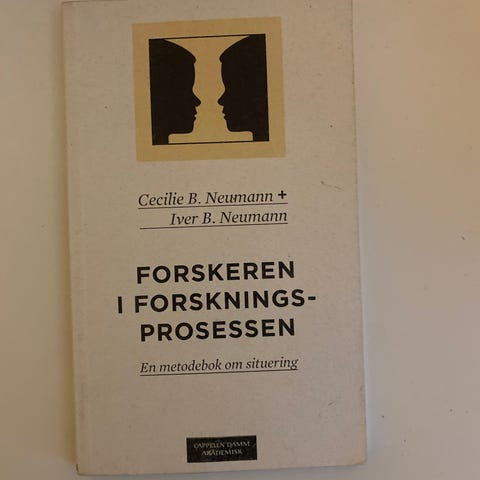 Cecilie B. Neumann +
Iver B. Neumann
FORSKEREN
I FORSKNINGS-
PROSESSEN
En metodebok om situering
CAPPELEN DAMM
AKADEMISK